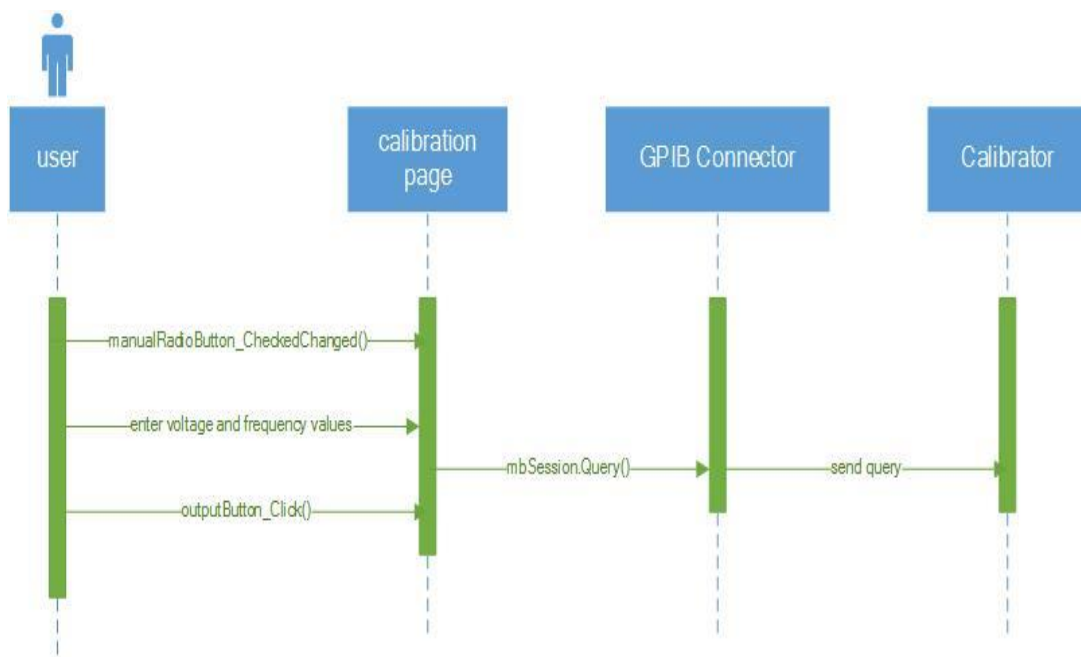 user
calibration
page
GPIB Connector
Calibrator
manualRadioButton_CheckedChanged()
enter voltage and frequency values
mbSession.Query()
send query
outputButton_Click()